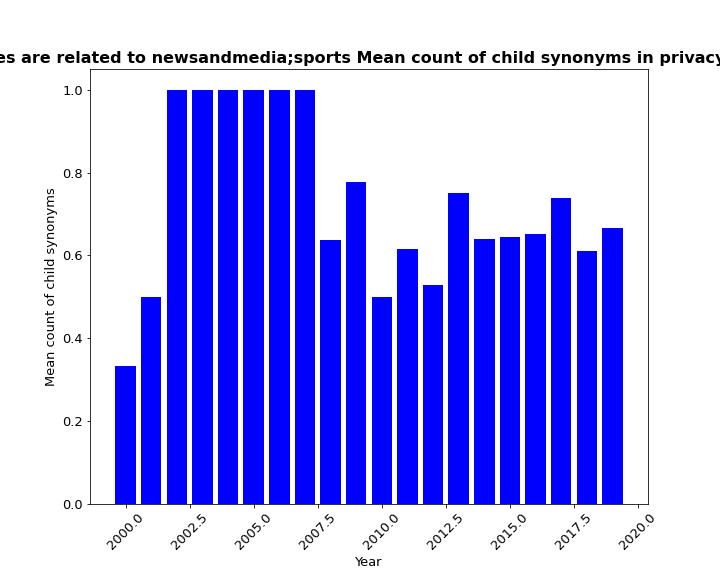 es are related to newsandmedia;sports Mean count of child synonyms in privacy
1.0
0.8
0.6
0.4
0.2
0.0
Mean count of child synonyms
2000.0 2002.5 2005.0 2007.5 2010.0 2012.5 2015.0 2017.5 2020.0
Year